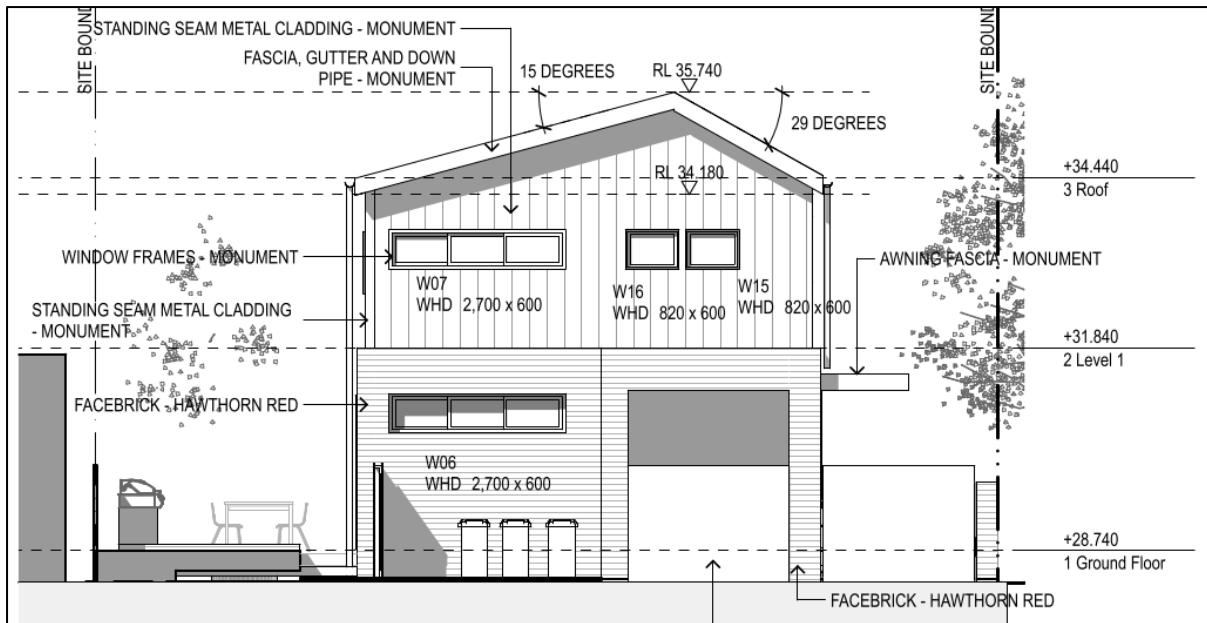 STANDING SEAM METAL CLADDING - MONUMENT
FASCIA, GUTTER AND DOWN
PIPE - MONUMENT
SITE BOUND
15 DEGREES
RL 35.740
29 DEGREES
SITE BOUND
+34.440
3 Roof
RL 34.180
WINDOW FRAMES - MONUMENT
AWNING FASCIA - MONUMENT
W07
WHD 2,700 x 600
W16
WHD 820 x 600
W15
WHD 820 x 600
STANDING SEAM METAL CLADDING
- MONUMENT
+31.840
2 Level 1
FACEBRICK - HAWTHORN RED
W06
WHD 2,700 x 600
+28.740
1 Ground Floor
FACEBRICK - HAWTHORN RED